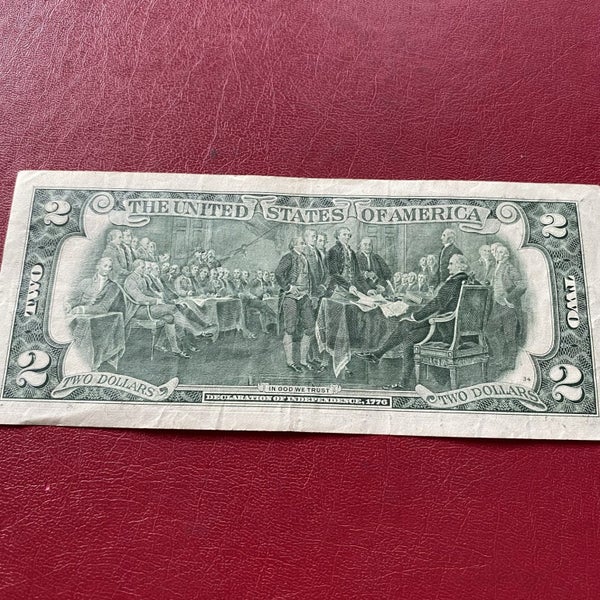 2 THE UNITED STATES OF AMERICA 2
TWO TWO
2 TWO DOLLARS IN GOD WE TRUST TWO DOLLARS 2
DECLARATION OF INDEPENDENCE, 1776